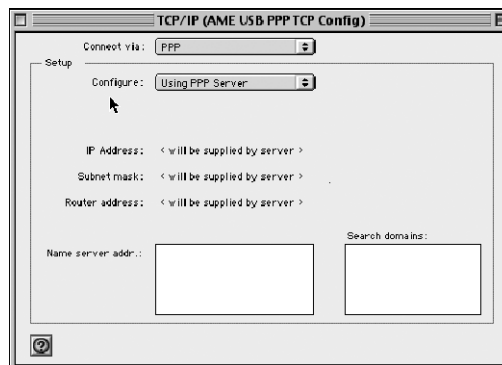 TCP/IP (AME USB PPP TCP Config)
Connect via: PPP
Setup
Configure: Using PPP Server
IP Address: < will be supplied by server >
Subnet mask: < will be supplied by server >
Router address: < will be supplied by server >
Search domains:
Name server addr.:
?